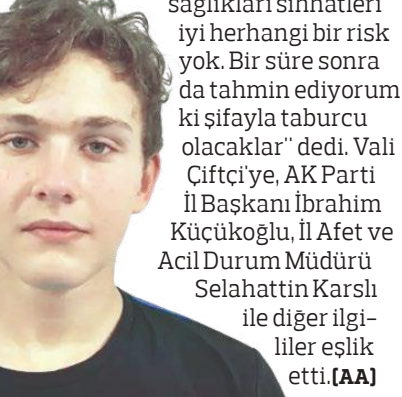 sağlıkları sıhhatleri
iyi herhangi bir risk
yok. Bir süre sonra
da tahmin ediyorum
ki şifayla taburcu
olacaklar" dedi. Vali
Çiftçi'ye, AK Parti
İl Başkanı İbrahim
Küçükoğlu, İl Afet ve
Acil Durum Müdürü
Selahattin Karslı
ile diğer ilgi-
liler eşlik
etti.(AA)